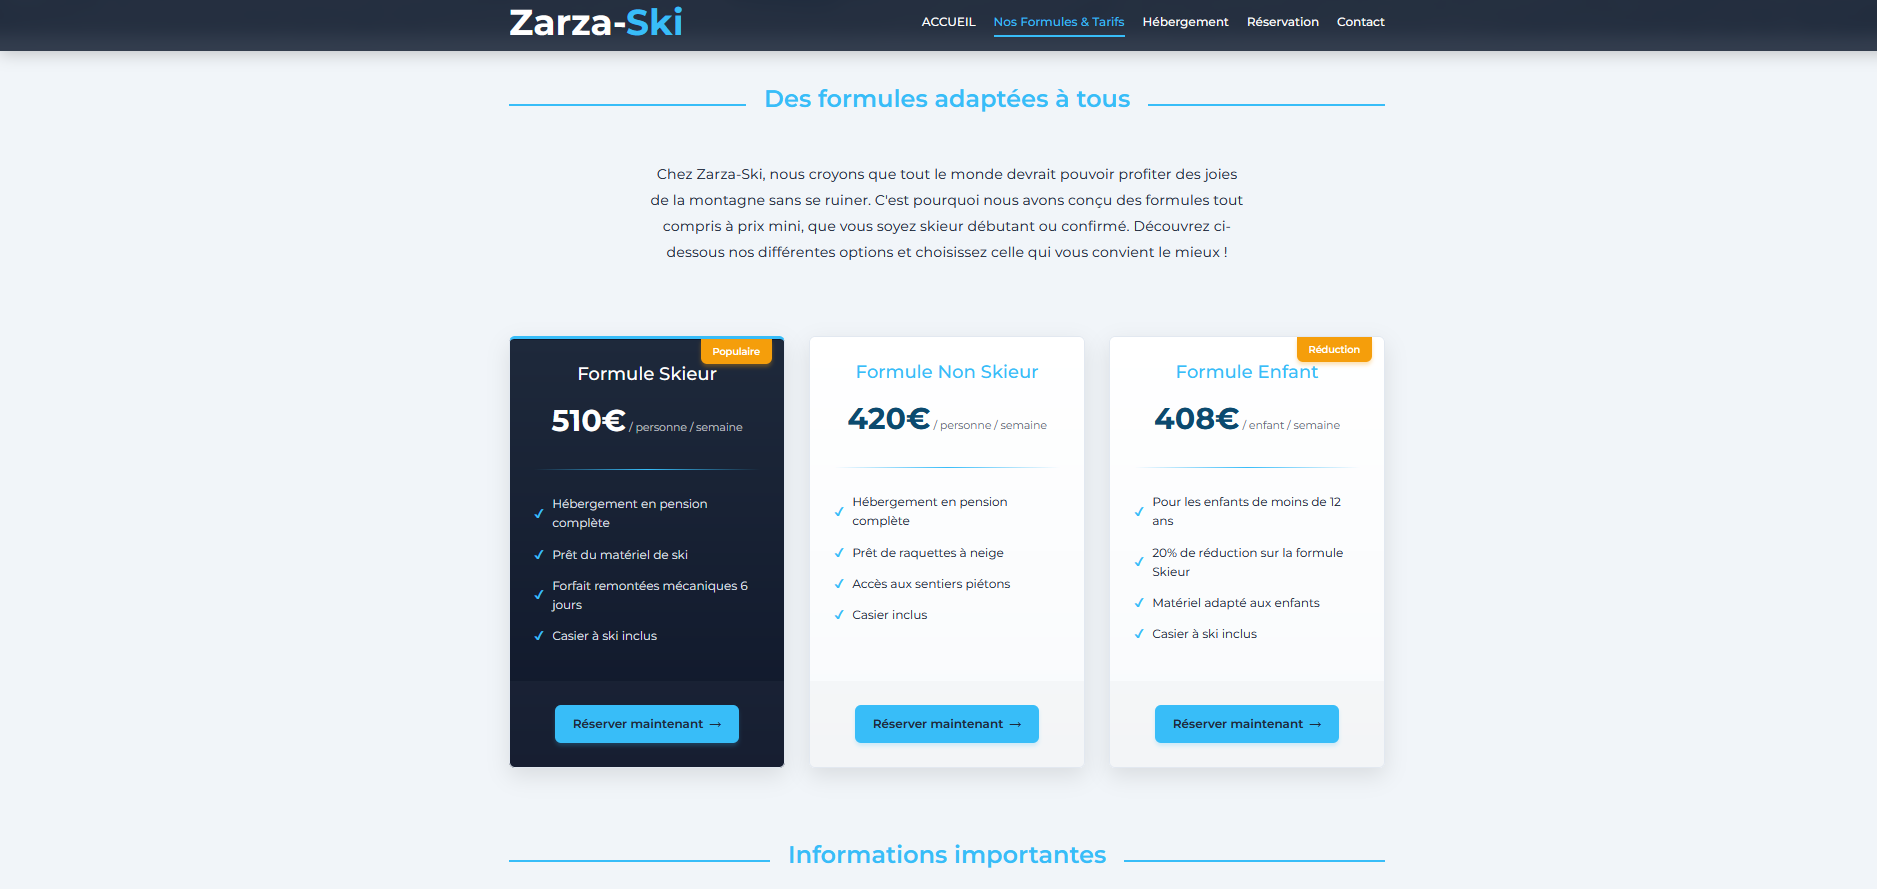 Zarza-Ski
ACCUEIL Nos Formules & Tarifs Hébergement Réservation Contact
Des formules adaptées à tous
Chez Zarza-Ski, nous croyons que tout le monde devrait pouvoir profiter des joies
de la montagne sans se ruiner. C'est pourquoi nous avons conçu des formules tout
compris à prix mini, que vous soyez skieur débutant ou confirmé. Découvrez ci-
dessous nos différentes options et choisissez celle qui vous convient le mieux !
Populaire
Formule Skieur
510€ / personne / semaine
Hébergement en pension
complète
Prêt du matériel de ski
Forfait remontées mécaniques 6
jours
Casier à ski inclus
Réserver maintenant →
Formule Non Skieur
420€ / personne / semaine
Hébergement en pension
complète
Prêt de raquettes à neige
Accès aux sentiers piétons
Casier inclus
Réserver maintenant →
Réduction
Formule Enfant
408€ / enfant / semaine
Pour les enfants de moins de 12
ans
20% de réduction sur la formule
Skieur
Matériel adapté aux enfants
Casier à ski inclus
Réserver maintenant →
Informations importantes